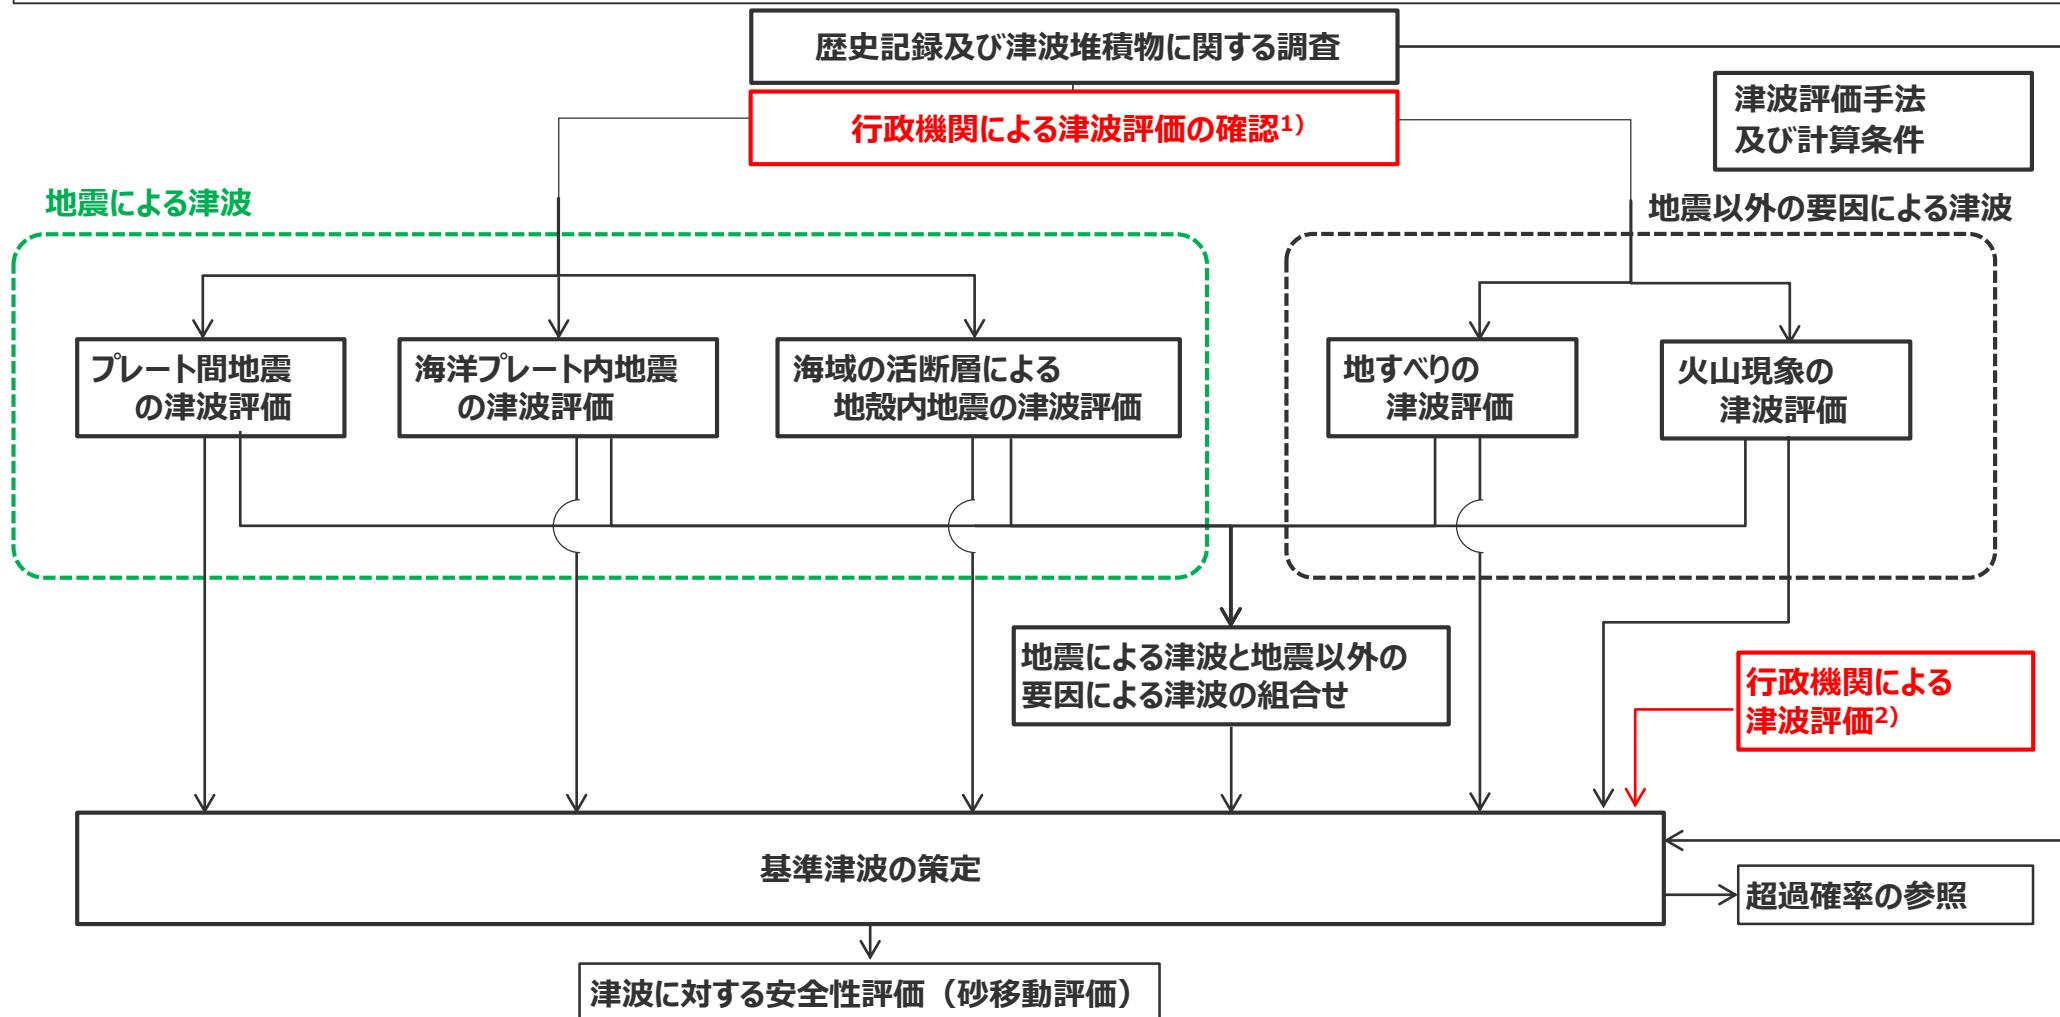 歴史記録及び津波堆積物に関する調査
行政機関による津波評価の確認1）
津波評価手法
及び計算条件
地震による津波
地震以外の要因による津波
プレート間地震
の津波評価
海洋プレート内地震
の津波評価
海域の活断層による
地殻内地震の津波評価
地すべりの
津波評価
火山現象の
津波評価
地震による津波と地震以外の
要因による津波の組合せ
行政機関による
津波評価2）
基準津波の策定
超過確率の参照
津波に対する安全性評価（砂移動評価）